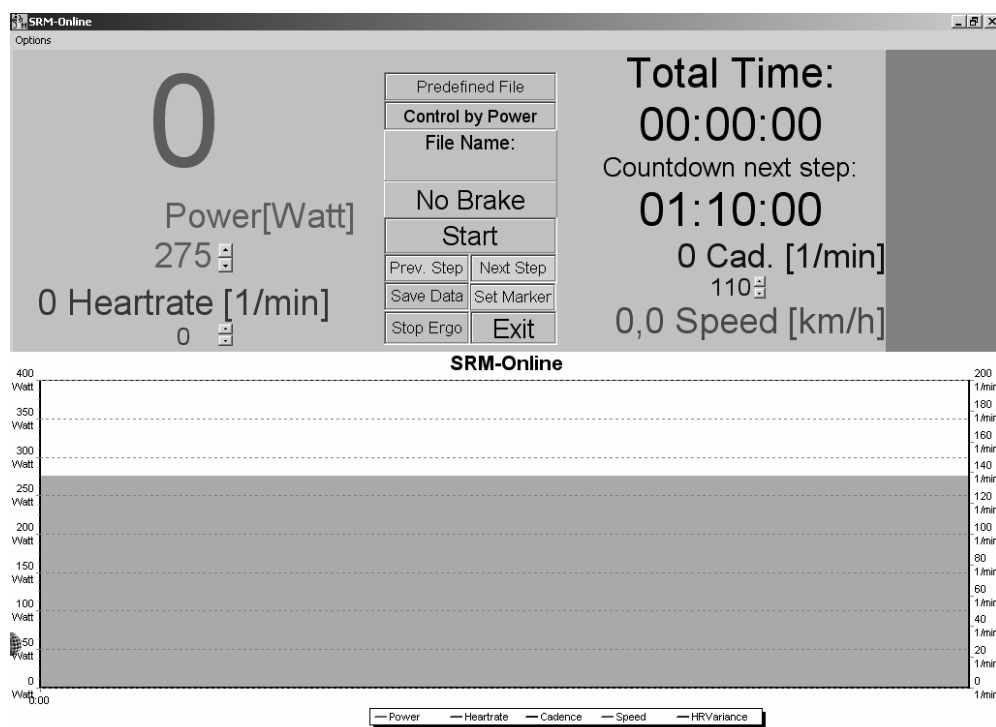 SRM-Online
Options
0
Power[Watt]
275
0 Heartrate [1/min]
0
Predefined File
Control by Power
File Name:
No Brake
Start
Prev. Step Next Step
Save Data Set Marker
Stop Ergo Exit
Total Time:
00:00:00
Countdown next step:
01:10:00
0 Cad. [1/min]
110
0,0 Speed [km/h]
SRM-Online
400
Watt
350
Watt
300
Watt
250
Watt
200
Watt
150
Watt
100
Watt
50
Watt
0
Watt
200
1/min
180
1/min
160
1/min
140
1/min
120
1/min
100
1/min
80
1/min
60
1/min
40
1/min
20
1/min
0
1/min
0:00
Power Heartrate Cadence Speed HRVariance